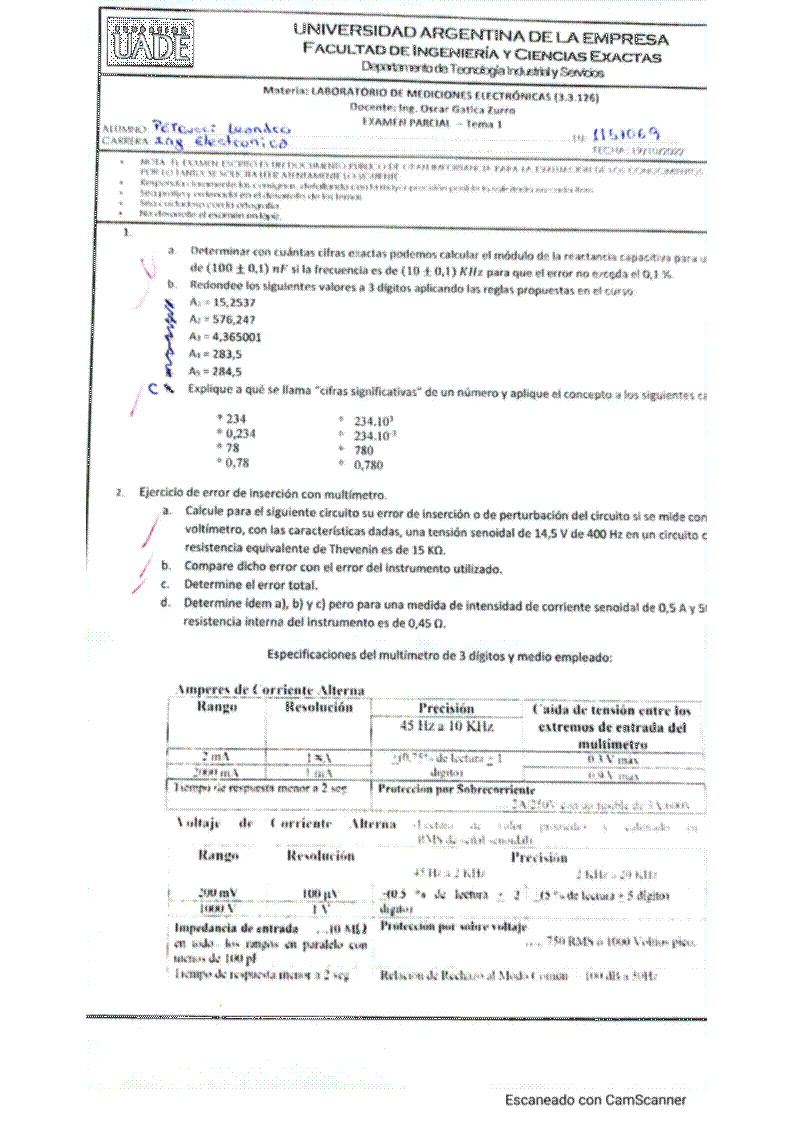 UADE
UNIVERSIDAD ARGENTINA DE LA EMPRESA
FACULTAD DE INGENIERÍA Y CIENCIAS EXACTAS
Departamento de Tecnología Industrial y Servicios
Materia: LABORATORIO DE MEDICIONES ELECTRÓNICAS (3.3.126)
Docente: Ing. Oscar Gatica Zurro
EXAMEN PARCIAL – Tema 1
ALUMNO: Petrucci Leandro
LU: 1151069
CARRERA: Ing electronica
FECHA: 19/10/2022
• NOTA: EL EXAMEN ESCRITO ES UN DOCUMENTO PÚBLICO DE GRAN IMPORTANCIA PARA LA EVALUACIÓN DE LOS CONOCIMIENTOS
POR LO TANTO SE SOLICITA LEER ATENTAMENTE LO SIGUIENTE
• Responda claramente las consignas, detallando con la mayor precisión posible lo solicitado en cada ítem
• Sea prolijo y ordenado en el desarrollo de los temas
• Sea cuidadoso con la ortografía
• No desarrolle el examen en lápiz
1.
a. Determinar con cuántas cifras exactas podemos calcular el módulo de la reactancia capacitiva para u
de (100 ± 0,1) nF si la frecuencia es de (10 ± 0,1) KHz para que el error no exceda el 0,1 %.
b. Redondee los siguientes valores a 3 dígitos aplicando las reglas propuestas en el curso:
A₁ = 15,2537
A₂ = 576,247
A₃ = 4,365001
A₄ = 283,5
A₅ = 284,5
C • Explique a qué se llama "cifras significativas" de un número y aplique el concepto a los siguientes ca
* 234 * 234.10³
* 0,234 * 234.10⁻³
* 78 * 780
* 0,78 * 0,780
2. Ejercicio de error de inserción con multímetro.
a. Calcule para el siguiente circuito su error de inserción o de perturbación del circuito si se mide con
voltímetro, con las características dadas, una tensión senoidal de 14,5 V de 400 Hz en un circuito c
resistencia equivalente de Thevenin es de 15 KΩ.
b. Compare dicho error con el error del instrumento utilizado.
c. Determine el error total.
d. Determine ídem a), b) y c) pero para una medida de intensidad de corriente senoidal de 0,5 A y 5
resistencia interna del instrumento es de 0,45 Ω.
Especificaciones del multímetro de 3 dígitos y medio empleado:
Amperes de Corriente Alterna
Rango Resolución Precisión Caída de tensión entre los
45 Hz a 10 KHz extremos de entrada del
multímetro
2 mA 1 A ±(0,75% de lectura + 1 0.3 V máx
2000 mA 1 mA dígito) 0.9 V máx
Tiempo de respuesta menor a 2 seg Protección por Sobrecorriente
2A/250V con un fusible de 3A/600V
Voltaje de Corriente Alterna (Lectura de valor promedio y calibrado en
RMS de señal senoidal)
Rango Resolución Precisión
45 Hz a 2 KHz 2 KHz a 20 KHz
200 mV 100 µV ±(0.5 % de lectura + 2 (5 % de lectura + 5 dígitos
1000 V 1 V dígitos
Impedancia de entrada ....10 MΩ Protección por sobre voltaje
en todos los rangos en paralelo con ..... 750 RMS ó 1000 Voltios pico.
menos de 100 pf
Tiempo de respuesta menor a 2 seg Relación de Rechazo al Modo Común 100 dB a 50Hz
Escaneado con CamScanner